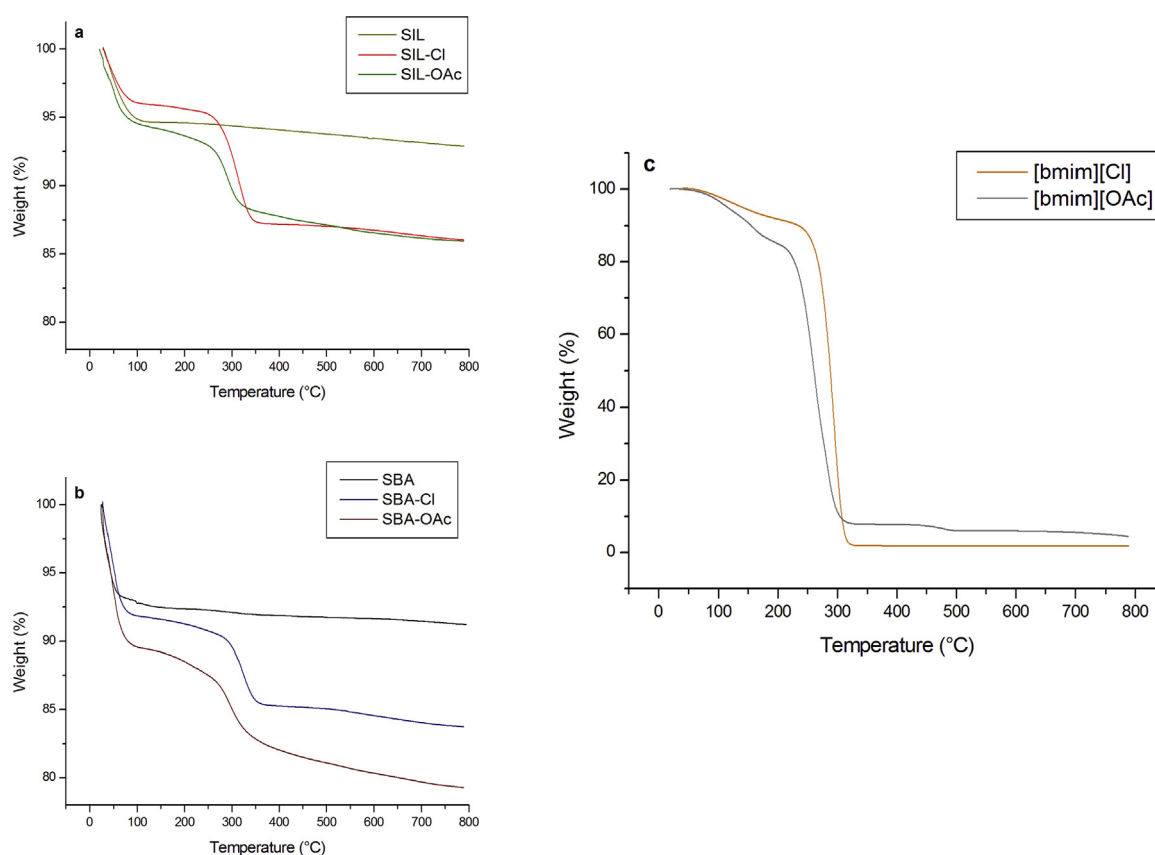 a
SIL
SIL-Cl
SIL-OAc
100
95
90
85
80
Weight (%)
0 100 200 300 400 500 600 700 800
Temperature (°C)
b
SBA
SBA-Cl
SBA-OAc
100
95
90
85
80
Weight (%)
0 100 200 300 400 500 600 700 800
Temperature (°C)
c
[bmim][Cl]
[bmim][OAc]
100
80
60
40
20
0
Weight (%)
0 100 200 300 400 500 600 700 800
Temperature (°C)